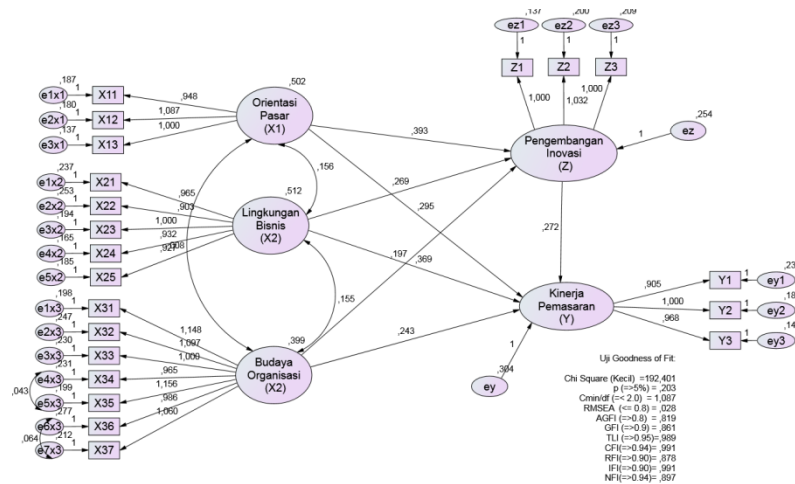 ,137
,200
,209
ez1
ez2
ez3
1
1
1
Z1
Z2
Z3
1,000
1,032
1,000
,187
e1x1
1
X11
,180
e2x1
1
X12
,137
e3x1
1
X13
,948
1,087
1,000
,502
Orientasi
Pasar
(X1)
,393
,254
ez
1
Pengembangan
Inovasi
(Z)
,156
,269
,295
,237
e1x2
1
X21
,253
e2x2
1
X22
,194
e3x2
1
X23
,165
e4x2
1
X24
,185
e5x2
1
X25
,965
,903
1,000
,932
,927
,008
,512
Lingkungan
Bisnis
(X2)
,197
,369
,272
,155
,243
Kinerja
Pemasaran
(Y)
,905
1,000
,968
Y1
Y2
Y3
1
1
1
ey1
ey2
ey3
,23
,18
,14
,198
e1x3
1
X31
,247
e2x3
1
X32
,230
e3x3
1
X33
,231
e4x3
1
X34
,199
e5x3
1
X35
,277
e6x3
1
X36
,212
e7x3
1
X37
,043
,064
1,148
1,097
1,000
,965
1,156
,986
1,060
,399
Budaya
Organisasi
(X2)
1
,304
ey
Uji Goodness of Fit:
Chi Square (Kecil) =192,401
p (=>5%) = ,203
Cmin/df (=< 2.0) = 1,087
RMSEA (<= 0.8) = ,028
AGFI (=>0.8) = ,819
GFI (=>0.9) = ,861
TLI (=>0.95)=,989
CFI(=>0.94)=,991
RFI(=>0.90)=,878
IFI(=>0.90)=,991
NFI(=>0.94)=,897